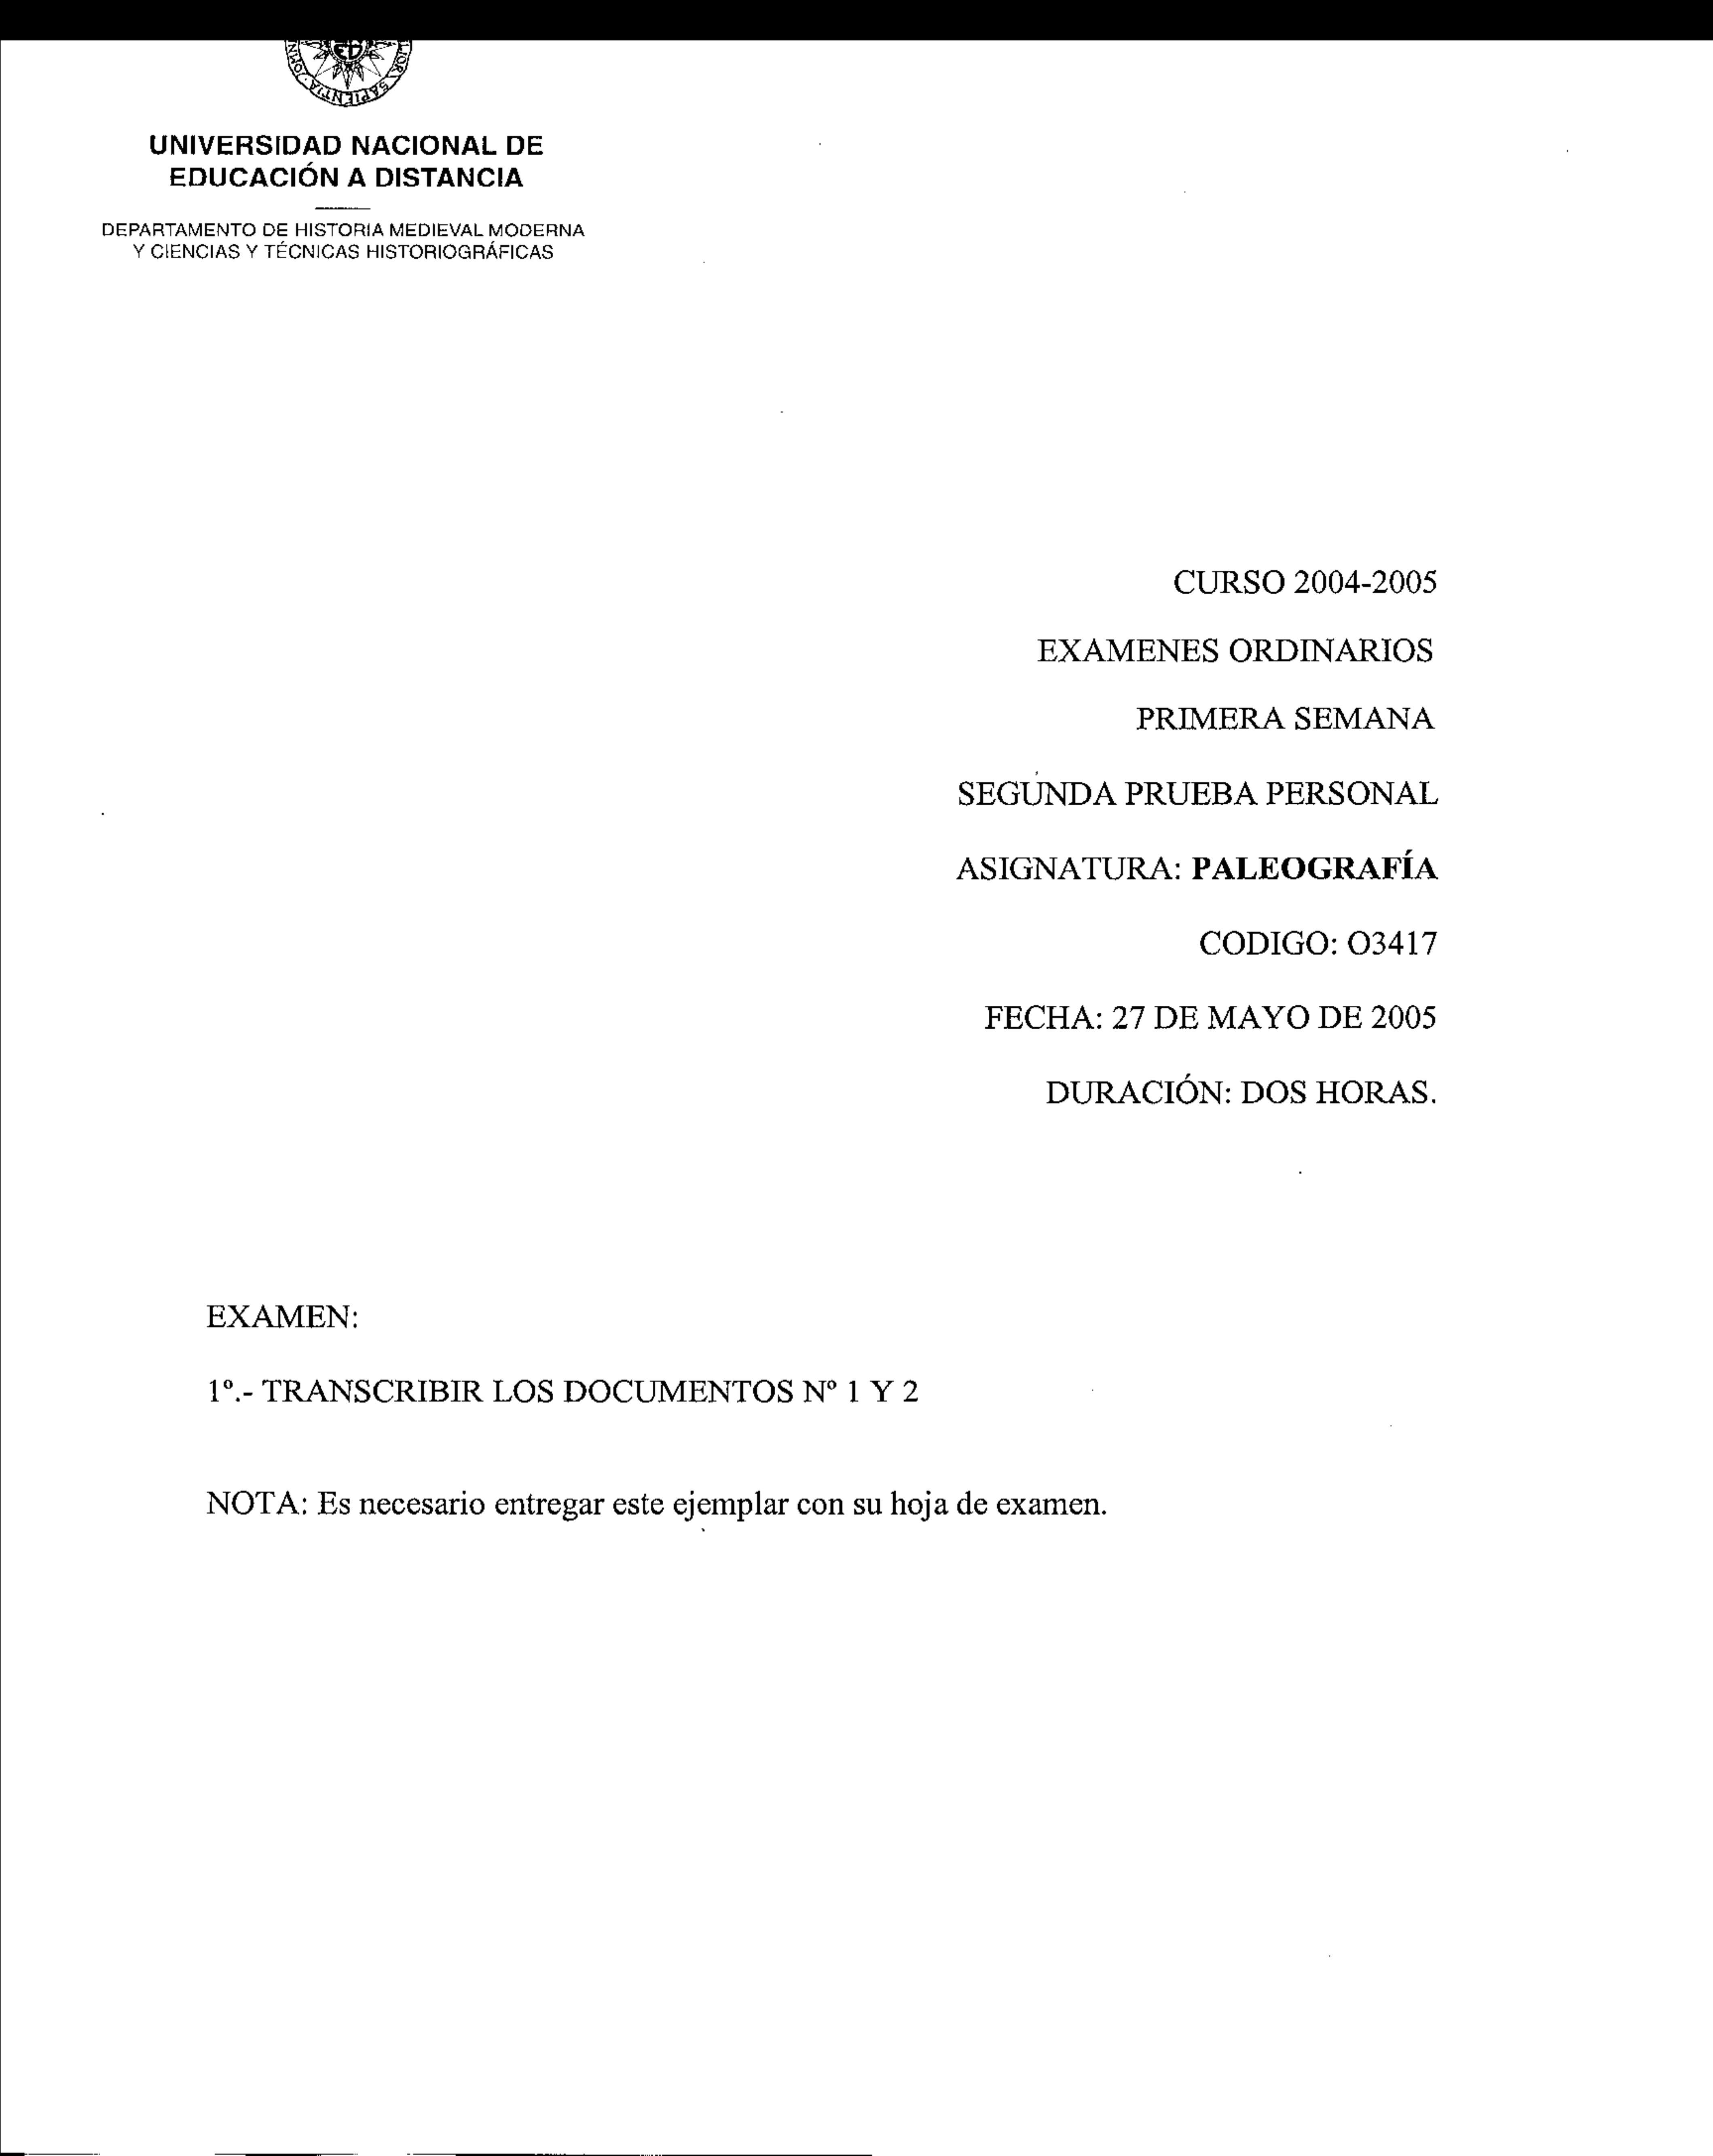 SAPIENTIA
UNIVERSIDAD NACIONAL DE
EDUCACIÓN A DISTANCIA
DEPARTAMENTO DE HISTORIA MEDIEVAL MODERNA
Y CIENCIAS Y TÉCNICAS HISTORIOGRÁFICAS
CURSO 2004-2005
EXAMENES ORDINARIOS
PRIMERA SEMANA
SEGUNDA PRUEBA PERSONAL
ASIGNATURA: PALEOGRAFÍA
CODIGO: O3417
FECHA: 27 DE MAYO DE 2005
DURACIÓN: DOS HORAS.
EXAMEN:
1º.- TRANSCRIBIR LOS DOCUMENTOS Nº 1 Y 2
NOTA: Es necesario entregar este ejemplar con su hoja de examen.